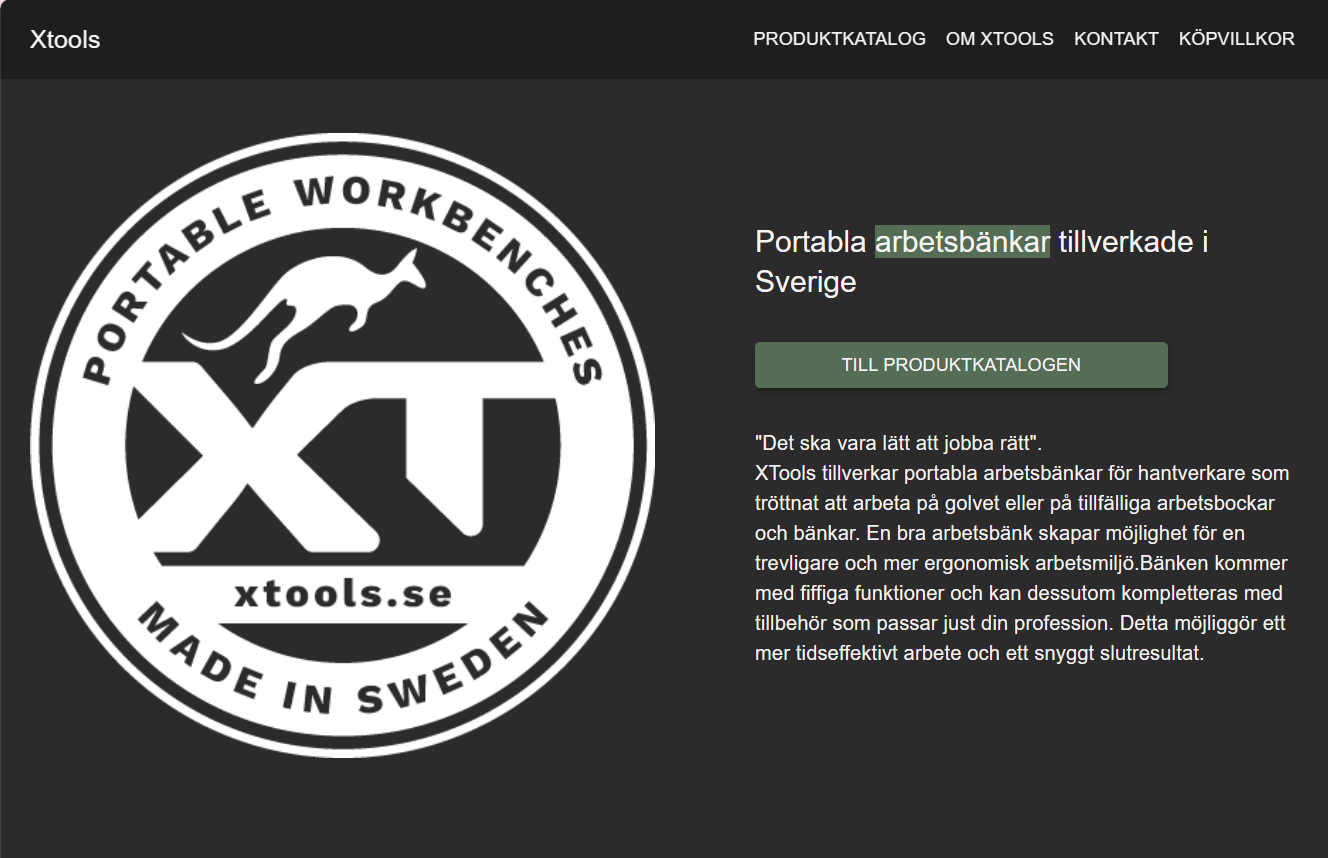 Xtools
PRODUKTKATALOG OM XTOOLS KONTAKT KÖPVILLKOR
PORTABLE WORKBENCHES
XT
xtools.se
MADE IN SWEDEN
Portabla arbetsbänkar tillverkade i
Sverige
TILL PRODUKTKATALOGEN
"Det ska vara lätt att jobba rätt".
XTools tillverkar portabla arbetsbänkar för hantverkare som
tröttnat att arbeta på golvet eller på tillfälliga arbetsbockar
och bänkar. En bra arbetsbänk skapar möjlighet för en
trevligare och mer ergonomisk arbetsmiljö.Bänken kommer
med fiffiga funktioner och kan dessutom kompletteras med
tillbehör som passar just din profession. Detta möjliggör ett
mer tidseffektivt arbete och ett snyggt slutresultat.